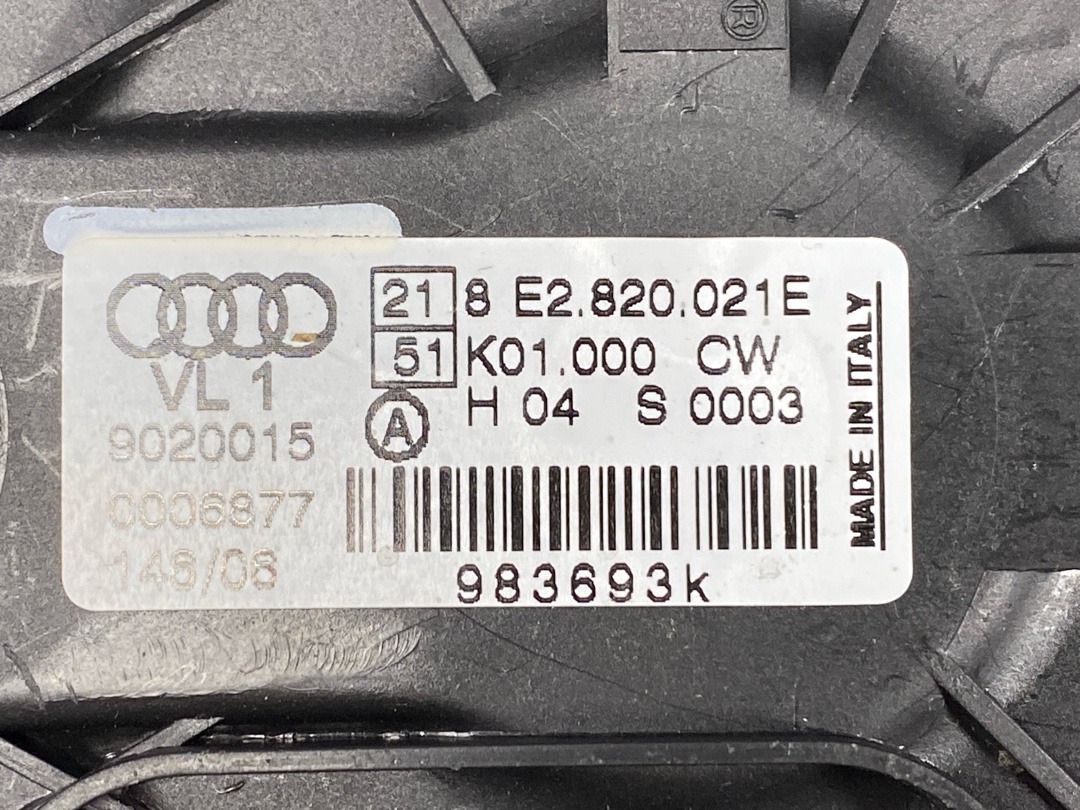 ®
21 8 E2.820.021E
51 K01.000 CW
A H 04 S 0003
VL 1
9020015
0006877
146/06
983693k
MADE IN ITALY